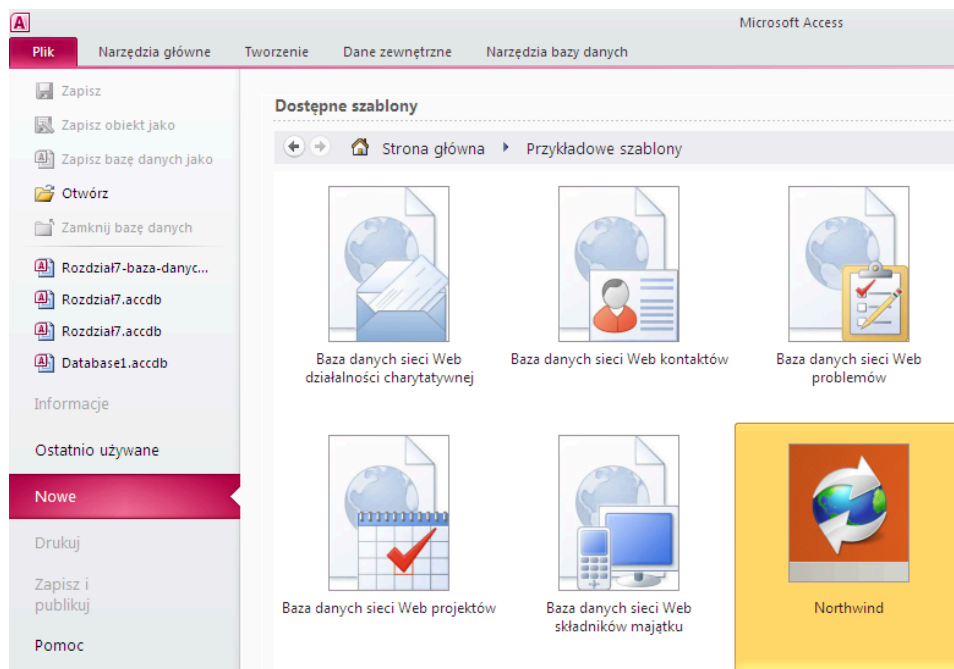 A
Microsoft Access
Plik Narzędzia główne Tworzenie Dane zewnętrzne Narzędzia bazy danych
Zapisz
Zapisz obiekt jako
Zapisz bazę danych jako
Otwórz
Zamknij bazę danych
Rozdział7-baza-danyc...
Rozdział7.accdb
Rozdział7.accdb
Database1.accdb
Informacje
Ostatnio używane
Nowe
Drukuj
Zapisz i
publikuj
Pomoc
Dostępne szablony
Strona główna Przykładowe szablony
Baza danych sieci Web
działalności charytatywnej
Baza danych sieci Web kontaktów
Baza danych sieci Web
problemów
Baza danych sieci Web projektów
Baza danych sieci Web
składników majątku
Northwind